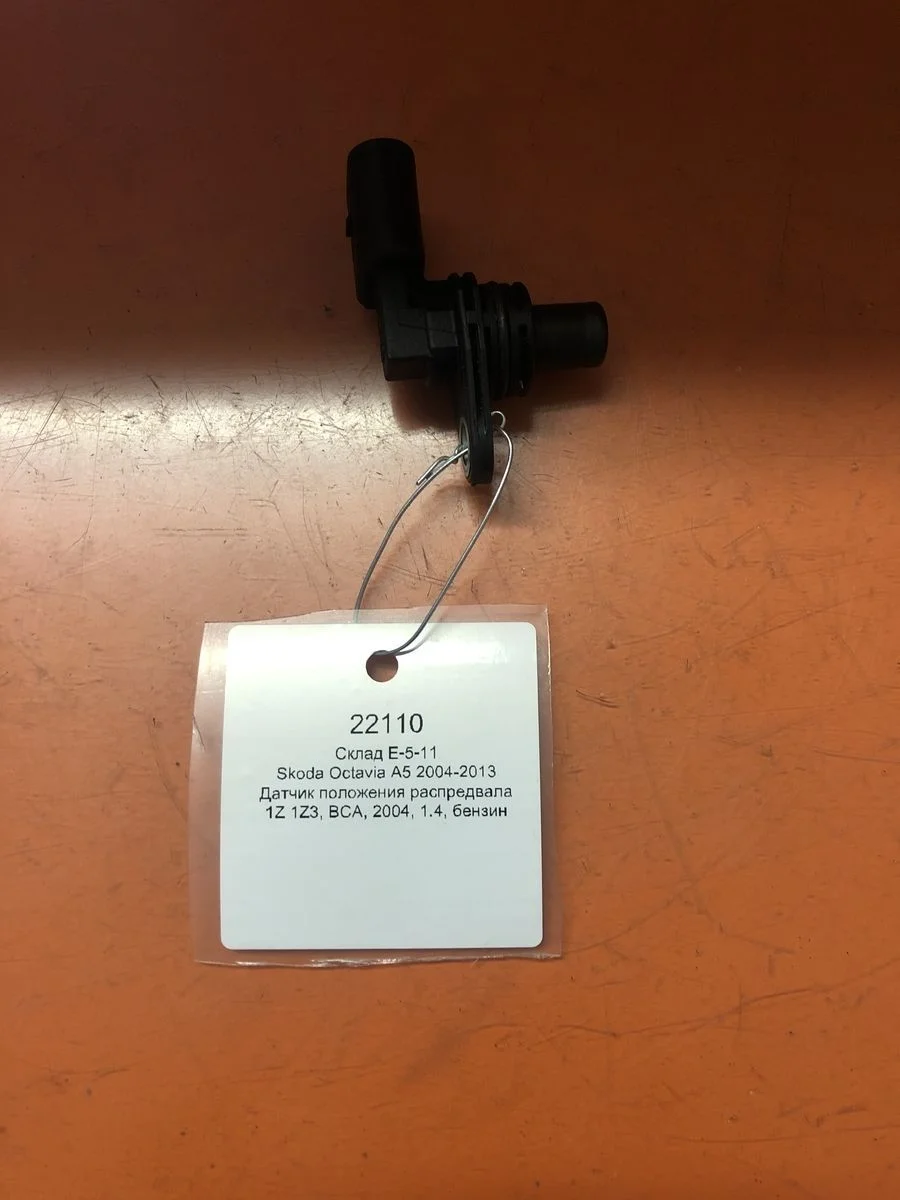 22110
Склад Е-5-11
Skoda Octavia A5 2004-2013
Датчик положения распредвала
1Z 1Z3, BCA, 2004, 1.4, бензин